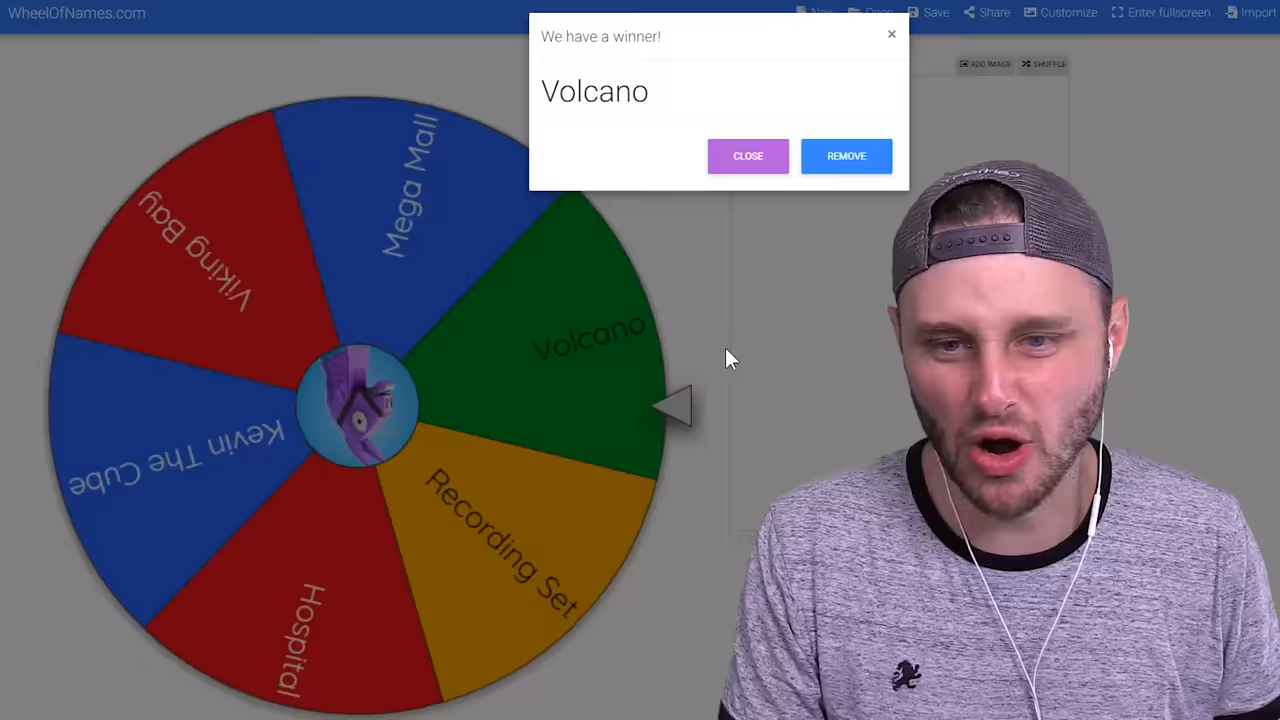 WheelOfNames.com
New
Open
Save
Share
Customize
Enter fullscreen
Import
We have a winner!
×
Volcano
CLOSE
REMOVE
ADD IMAGE
SHUFFLE
Mega Mall
Viking Bay
Volcano
Kevin The Cube
Recording Set
Hospital